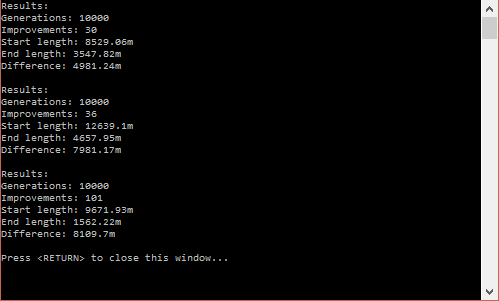 Results:
Generations: 10000
Improvements: 30
Start length: 8529.06m
End length: 3547.82m
Difference: 4981.24m
Results:
Generations: 10000
Improvements: 36
Start length: 12639.1m
End length: 4657.95m
Difference: 7981.17m
Results:
Generations: 10000
Improvements: 101
Start length: 9671.93m
End length: 1562.22m
Difference: 8109.7m
Press <RETURN> to close this window...